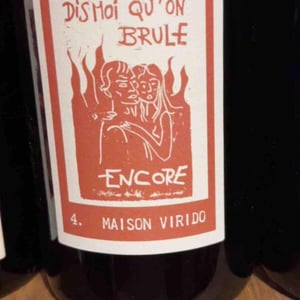 DisMoi QU'ON
BRULE
ENCORE
4. MAISON VIRIDO